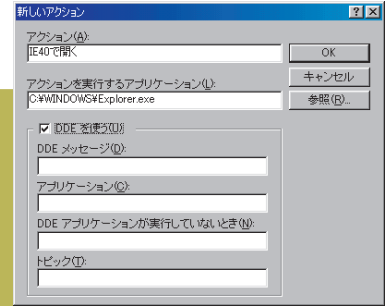 新しいアクション
アクション(A):
IE40で開く
OK
アクションを実行するアプリケーション(L):
キャンセル
C:¥WINDOWS¥Explorer.exe
参照(R)...
DDE を使う(U)
DDE メッセージ(D):
アプリケーション(C):
DDE アプリケーションが実行していないとき(N):
トピック(T):